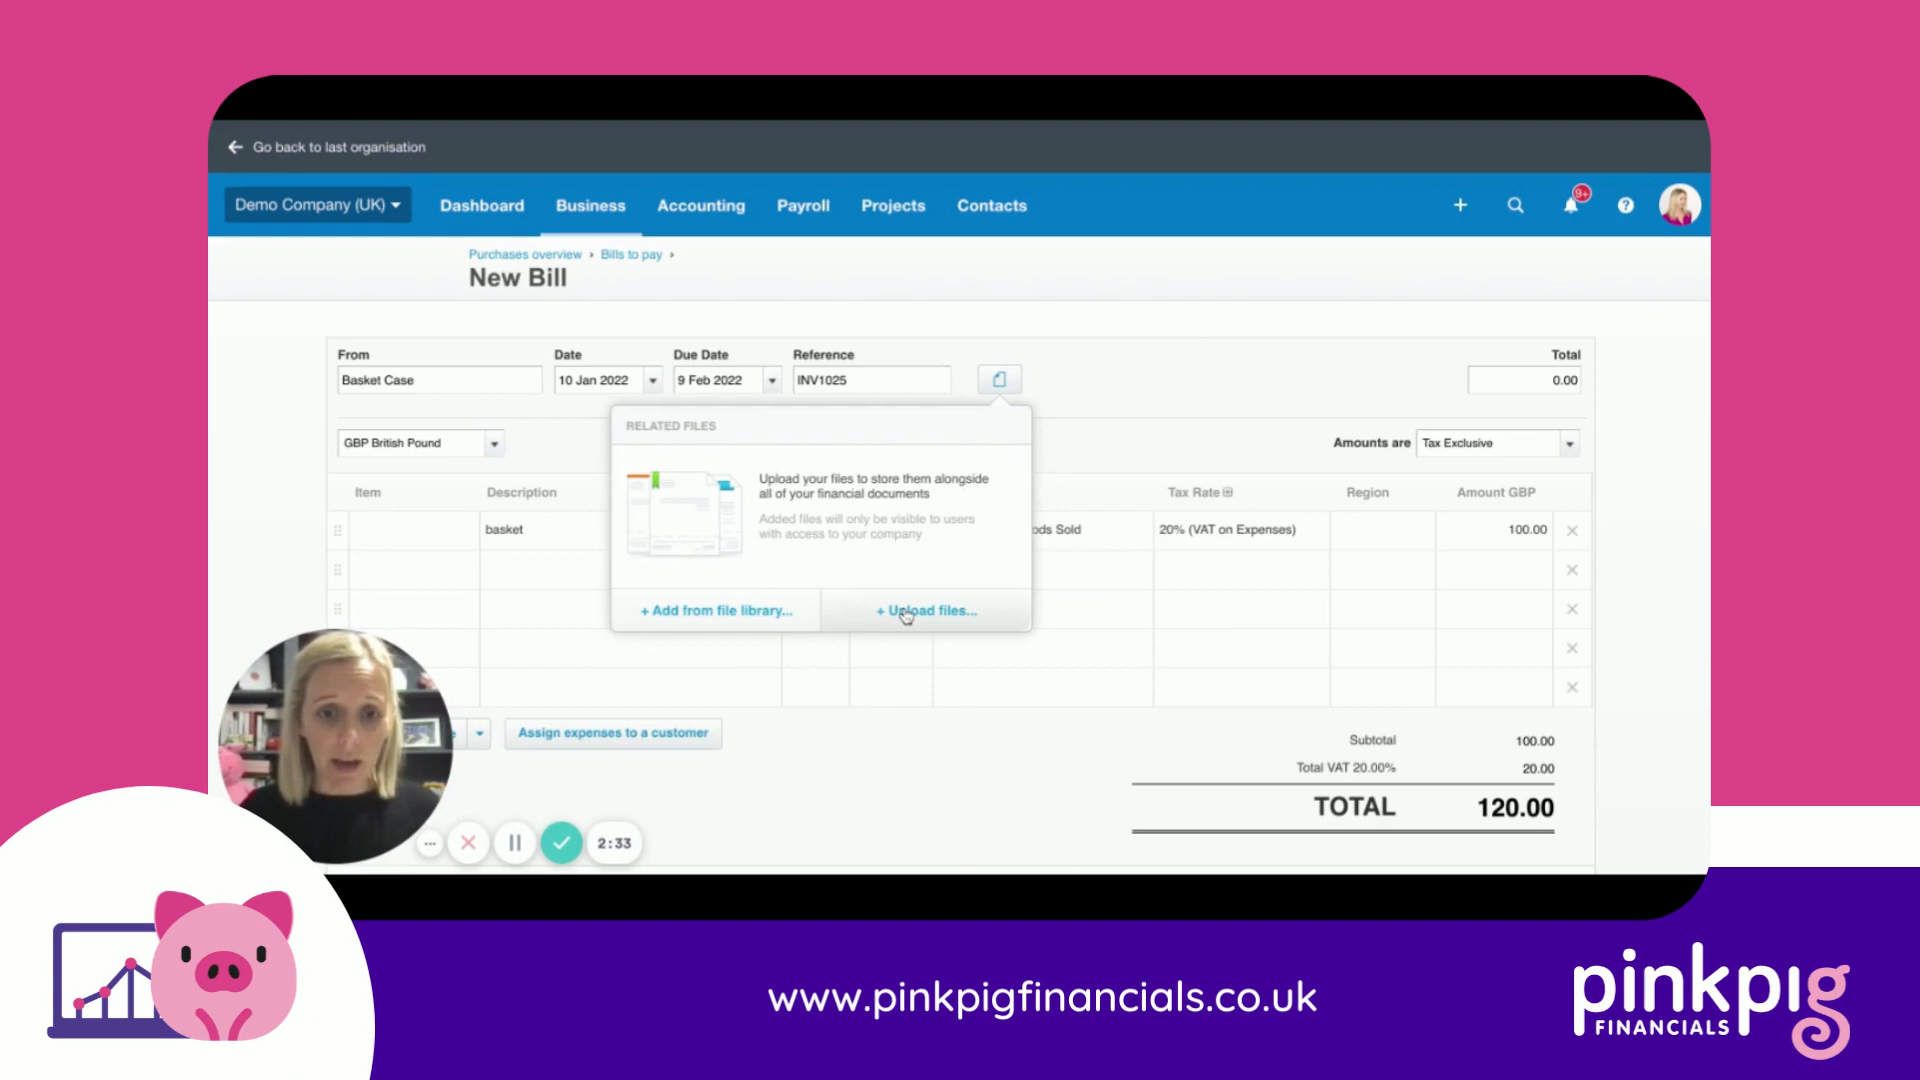 Go back to last organisation
Demo Company (UK)
Dashboard
Business
Accounting
Payroll
Projects
Contacts
9+
Purchases overview › Bills to pay ›
New Bill
From
Date
Due Date
Reference
Total
Basket Case
10 Jan 2022
9 Feb 2022
INV1025
0.00
RELATED FILES
GBP British Pound
Amounts are
Tax Exclusive
Upload your files to store them alongside
all of your financial documents
Added files will only be visible to users
with access to your company
Item
Description
Tax Rate
Region
Amount GBP
basket
ods Sold
20% (VAT on Expenses)
100.00
+ Add from file library...
+ Upload files...
e
Assign expenses to a customer
Subtotal
100.00
Total VAT 20.00%
20.00
TOTAL
120.00
2:33
www.pinkpigfinancials.co.uk
pinkpig
FINANCIALS